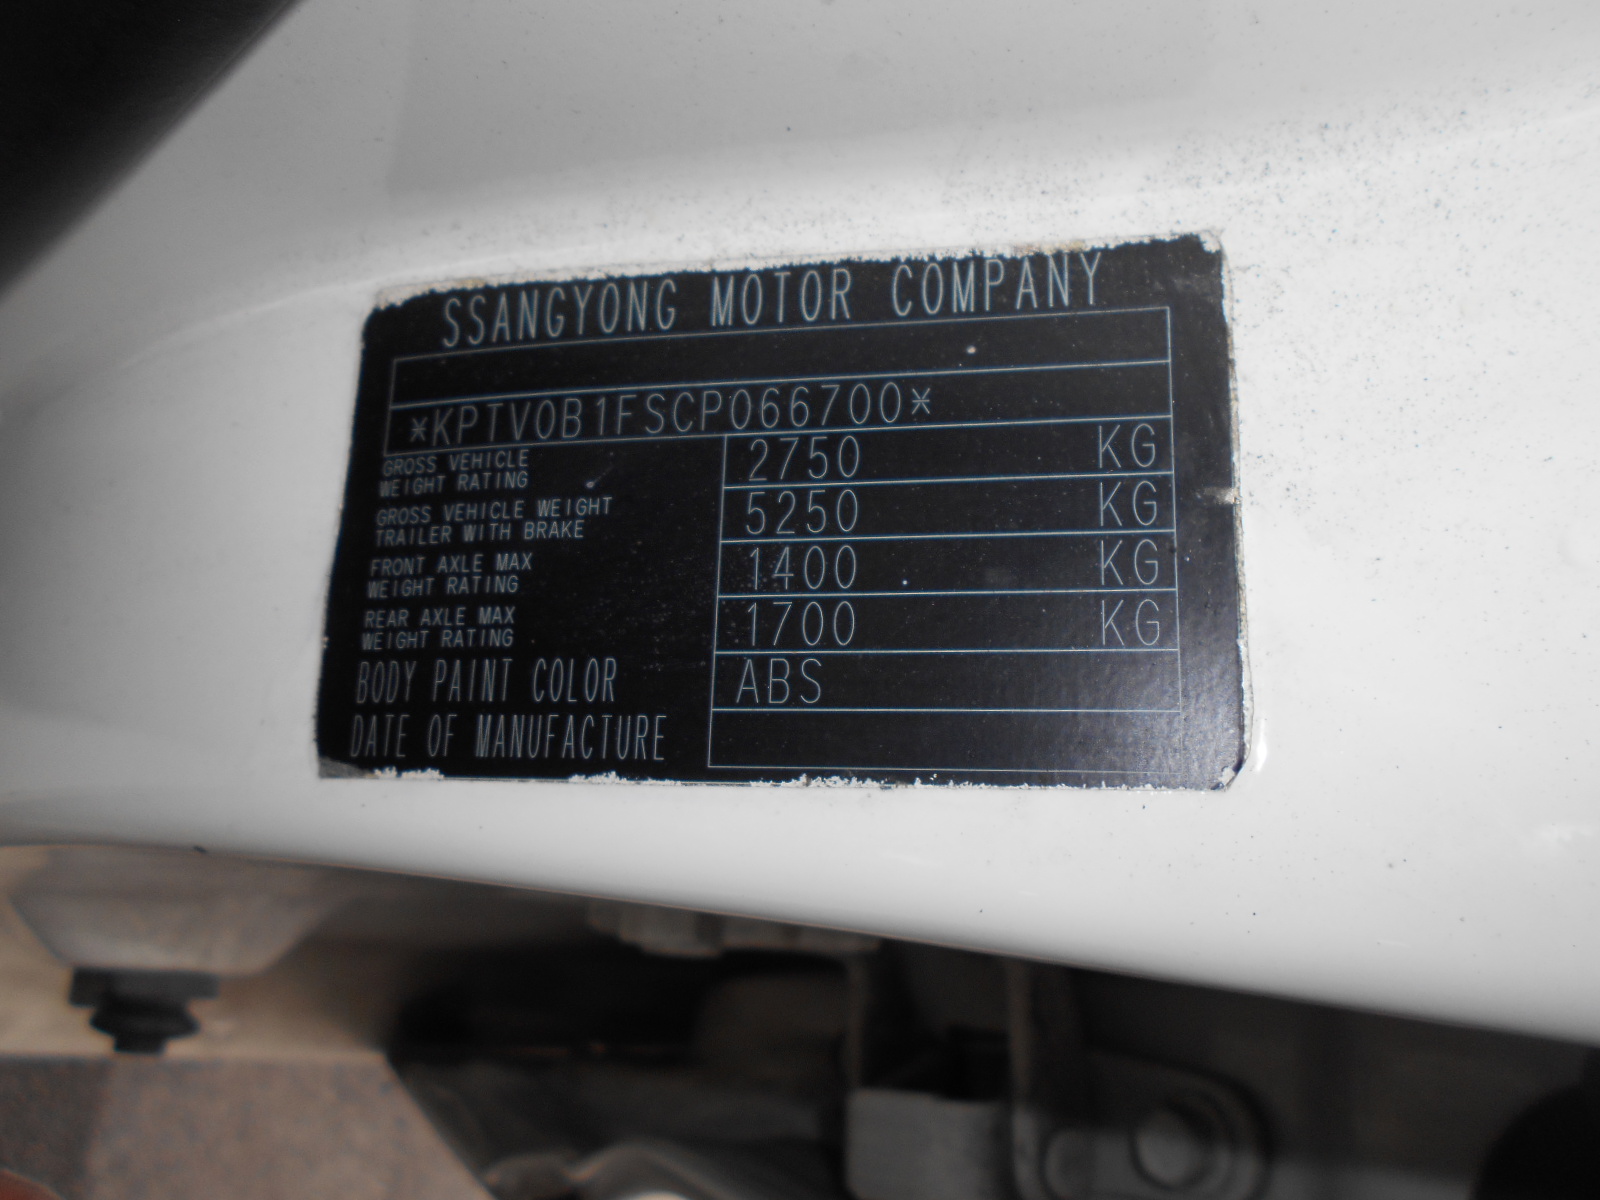 SSANGYONG MOTOR COMPANY
*KPTV0B1FSCP066700*
GROSS VEHICLE
WEIGHT RATING
2750 KG
GROSS VEHICLE WEIGHT
TRAILER WITH BRAKE
5250 KG
FRONT AXLE MAX
WEIGHT RATING
1400 KG
REAR AXLE MAX
WEIGHT RATING
1700 KG
BODY PAINT COLOR ABS
DATE OF MANUFACTURE